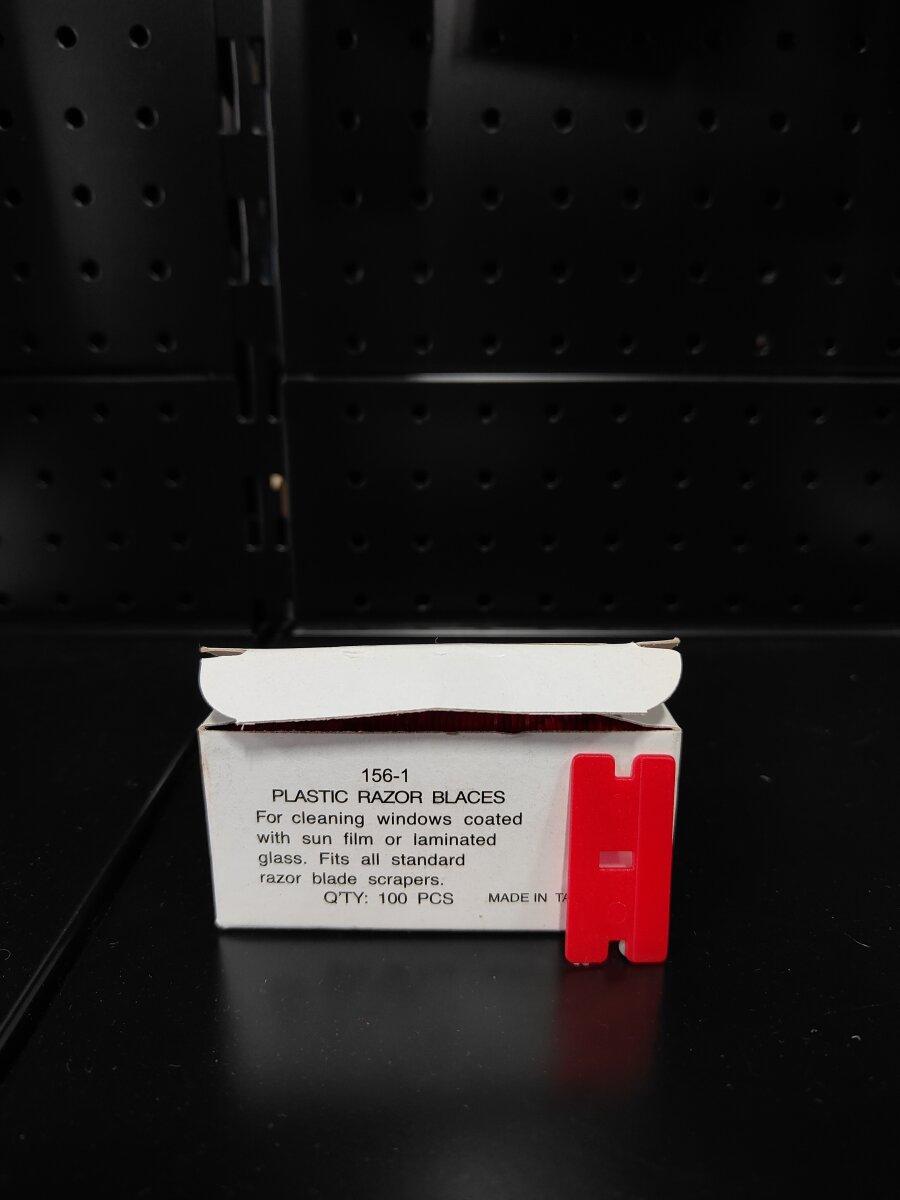 156-1
PLASTIC RAZOR BLACES
For cleaning windows coated
with sun film or laminated
glass. Fits all standard
razor blade scrapers.
Q'TY: 100 PCS MADE IN